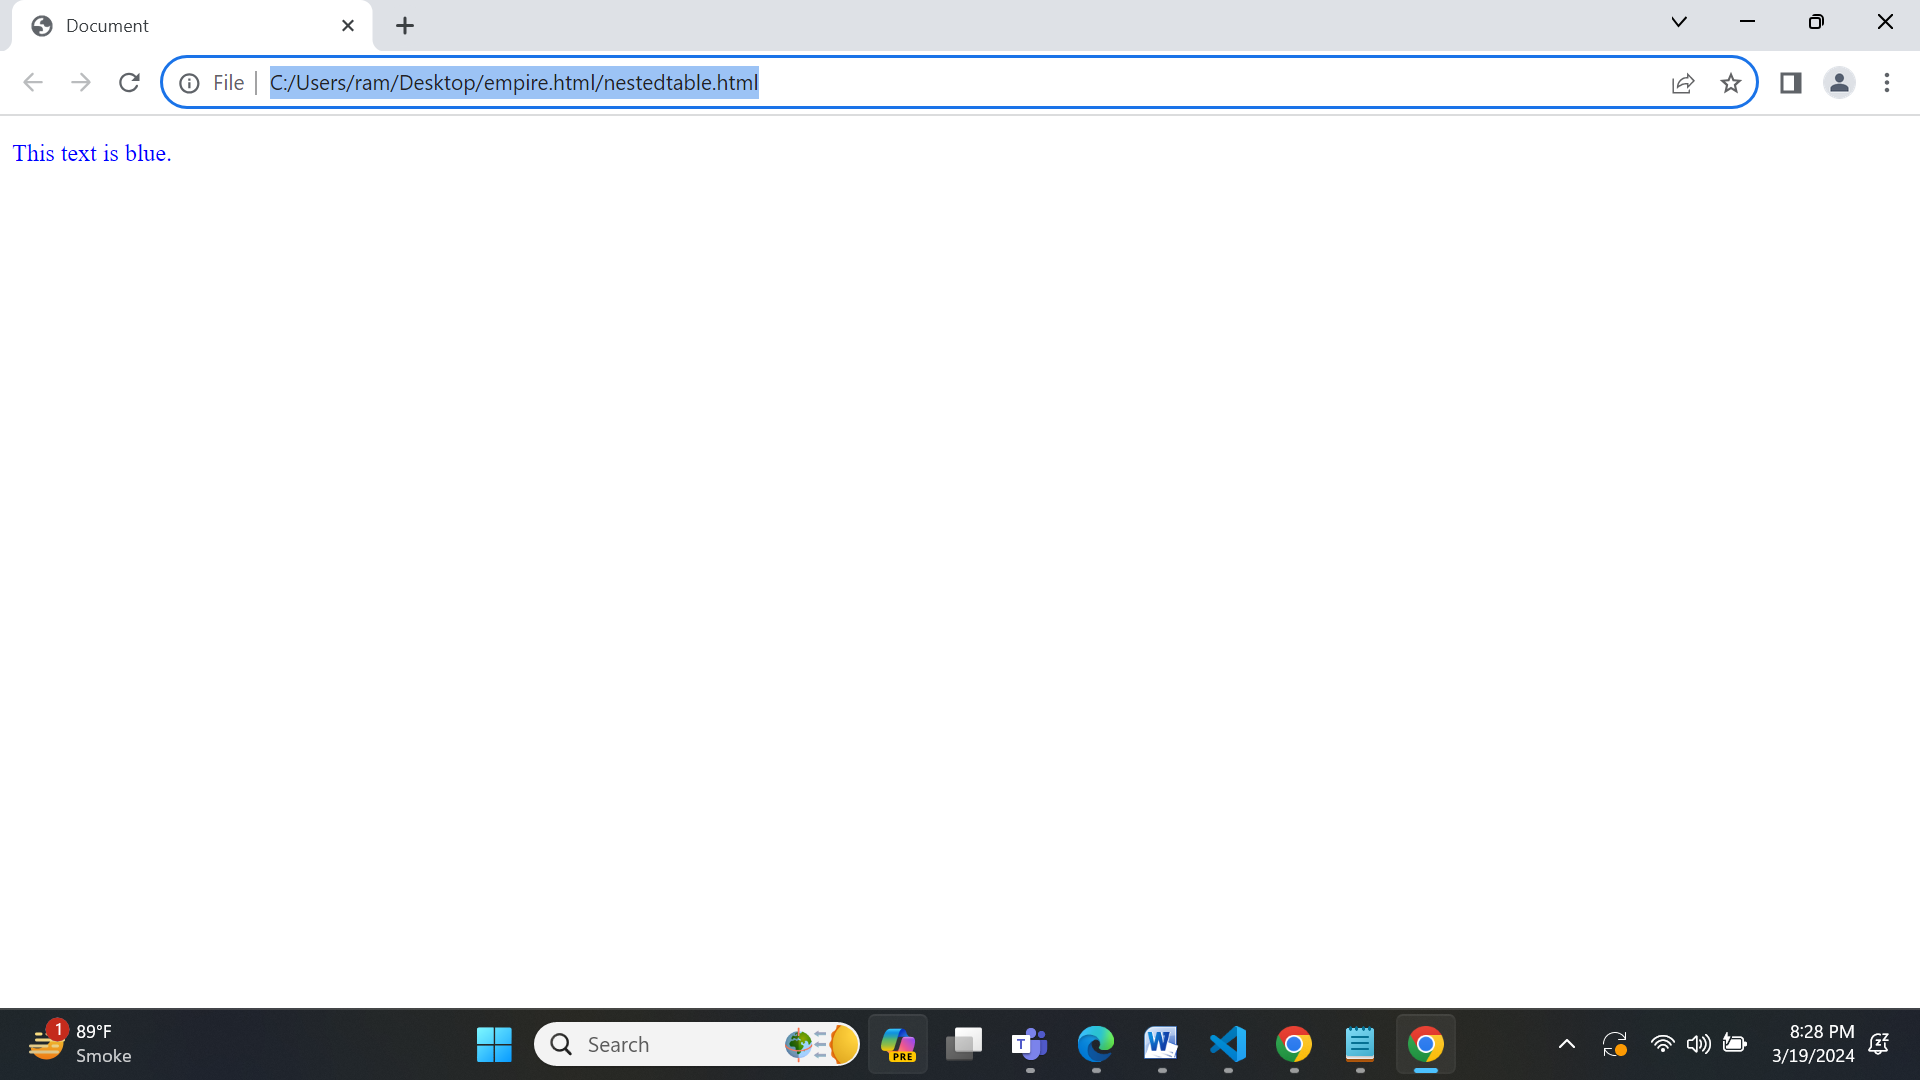 Document
File
C:/Users/ram/Desktop/empire.html/nestedtable.html
This text is blue.
1
89°F
Smoke
Search
PRE
T
W
8:28 PM
3/19/2024